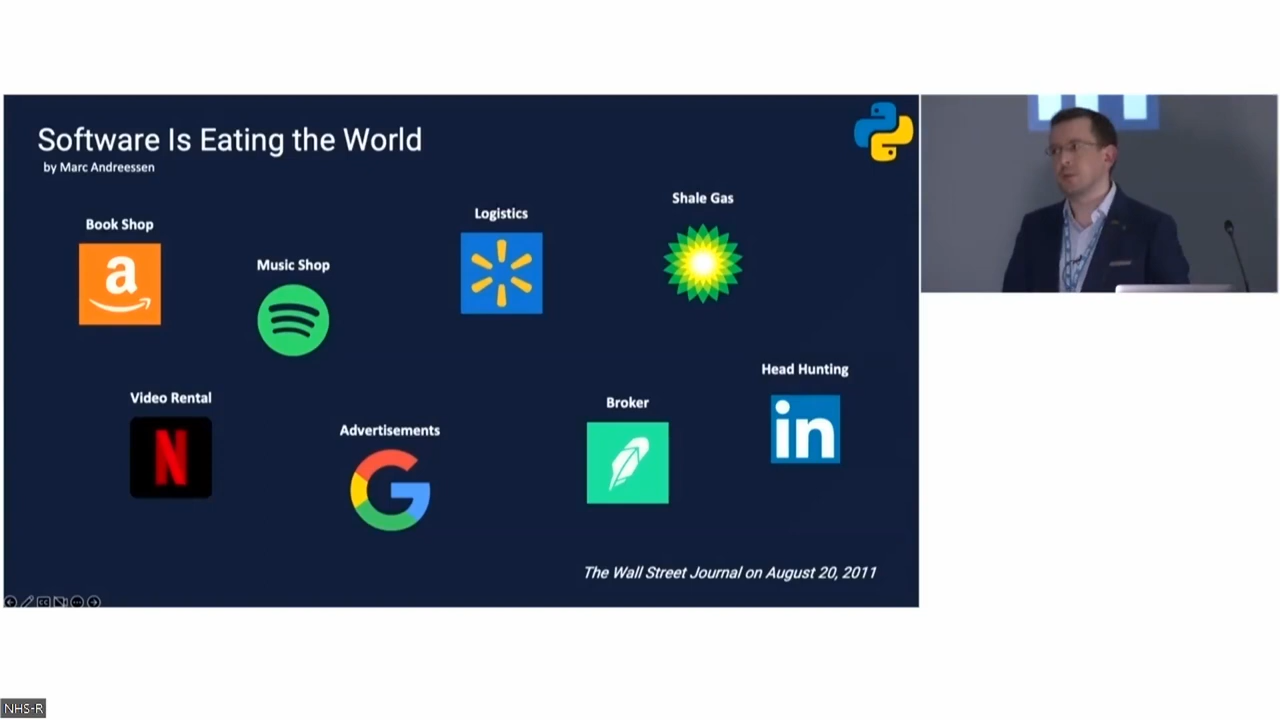 Software Is Eating the World
by Marc Andreessen
Book Shop
a
Music Shop
Logistics
Shale Gas
Video Rental
N
Advertisements
G
Broker
Head Hunting
in
The Wall Street Journal on August 20, 2011
NHS-R